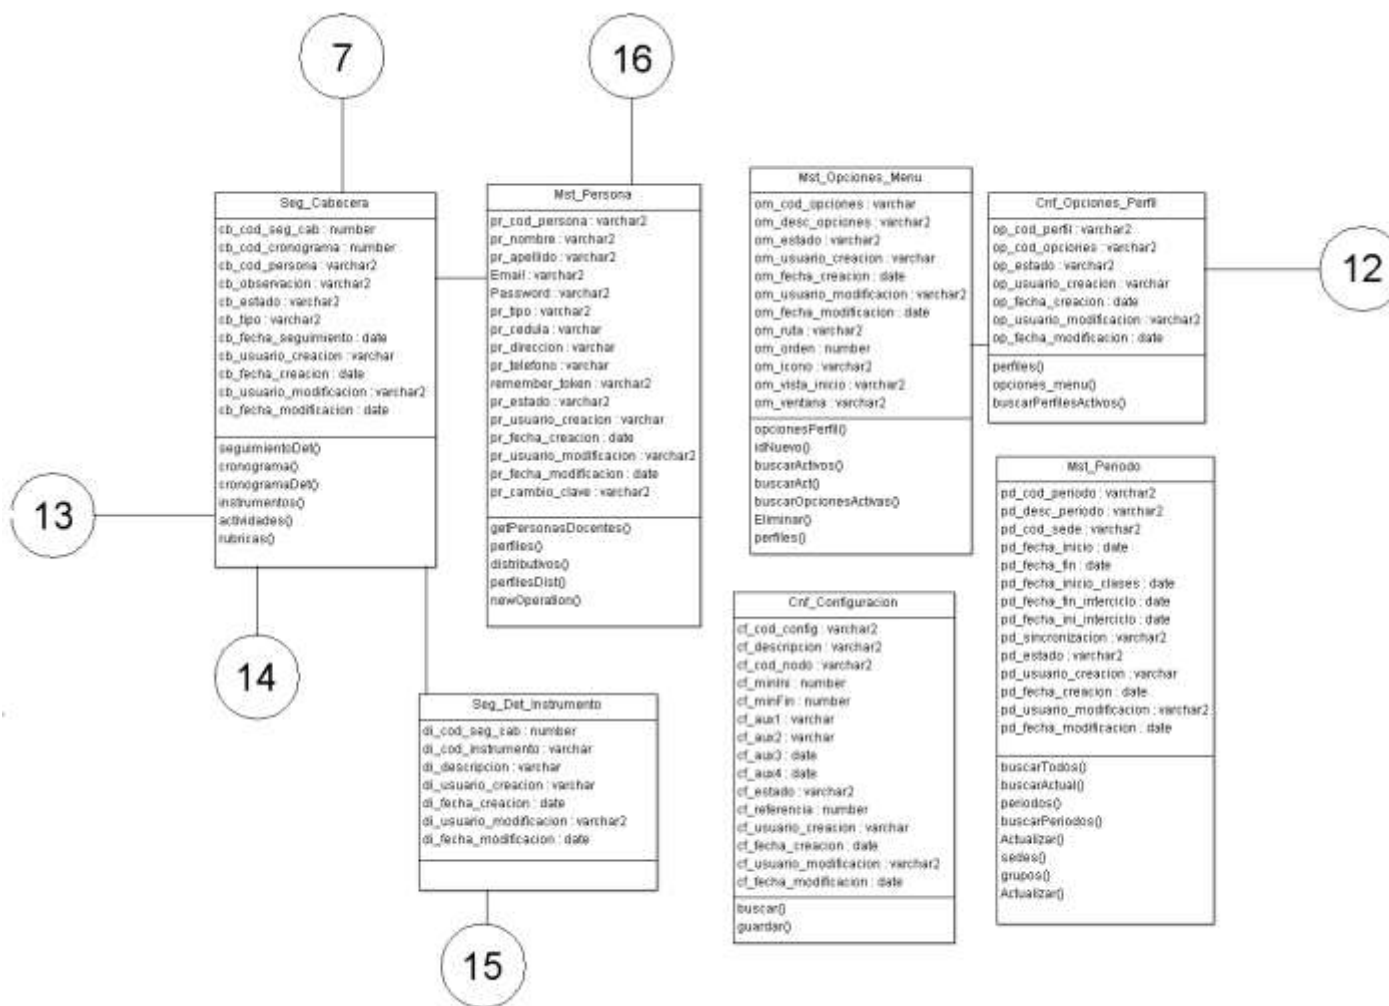 7
16
Seg_Cabecera
cb_cod_seg_cab : number
cb_cod_cronograma : number
cb_cod_persona : varchar2
cb_observacion : varchar2
cb_estado : varchar2
cb_tipo : varchar2
cb_fecha_seguimiento : date
cb_usuario_creacion : varchar
cb_fecha_creacion : date
cb_usuario_modificacion : varchar2
cb_fecha_modificacion : date
seguimientoDet()
cronograma()
cronogramaDet()
instrumentos()
actividades()
rubricas()
Mst_Persona
pr_cod_persona : varchar2
pr_nombre : varchar2
pr_apellido : varchar2
Email : varchar2
Password : varchar2
pr_tipo : varchar2
pr_cedula : varchar
pr_direccion : varchar
pr_telefono : varchar
remember_token : varchar2
pr_estado : varchar2
pr_usuario_creacion : varchar
pr_fecha_creacion : date
pr_usuario_modificacion : varchar2
pr_fecha_modificacion : date
pr_cambio_clave : varchar2
getPersonasDocentes()
perfiles()
distributivos()
perfilesDist()
newOperation()
Mst_Opciones_Menu
om_cod_opciones : varchar
om_desc_opciones : varchar2
om_estado : varchar2
om_usuario_creacion : varchar
om_fecha_creacion : date
om_usuario_modificacion : varchar2
om_fecha_modificacion : date
om_ruta : varchar2
om_orden : number
om_icono : varchar2
om_vista_inicio : varchar2
om_ventana : varchar2
opcionesPerfil()
idNuevo()
buscarActivos()
buscarAct()
buscarOpcionesActivas()
Eliminar()
perfiles()
Cnf_Opciones_Perfil
op_cod_perfil : varchar2
op_cod_opciones : varchar2
op_estado : varchar2
op_usuario_creacion : varchar
op_fecha_creacion : date
op_usuario_modificacion : varchar2
op_fecha_modificacion : date
perfiles()
opciones_menu()
buscarPerfilesActivos()
12
13
14
Seg_Det_Instrumento
di_cod_seg_cab : number
di_cod_instrumento : varchar
di_descripcion : varchar
di_usuario_creacion : varchar
di_fecha_creacion : date
di_usuario_modificacion : varchar2
di_fecha_modificacion : date
15
Cnf_Configuracion
cf_cod_config : varchar2
cf_descripcion : varchar2
cf_cod_nodo : varchar2
cf_minIni : number
cf_minFin : number
cf_aux1 : varchar
cf_aux2 : varchar
cf_aux3 : date
cf_aux4 : date
cf_estado : varchar2
cf_referencia : number
cf_usuario_creacion : varchar
cf_fecha_creacion : date
cf_usuario_modificacion : varchar2
cf_fecha_modificacion : date
buscar()
guardar()
Mst_Periodo
pd_cod_periodo : varchar2
pd_desc_periodo : varchar2
pd_cod_sede : varchar2
pd_fecha_inicio : date
pd_fecha_fin : date
pd_fecha_inicio_clases : date
pd_fecha_fin_interciclo : date
pd_fecha_ini_interciclo : date
pd_sincronizacion : varchar2
pd_estado : varchar2
pd_usuario_creacion : varchar
pd_fecha_creacion : date
pd_usuario_modificacion : varchar2
pd_fecha_modificacion : date
buscarTodos()
buscarActual()
periodos()
buscarPeriodos()
Actualizar()
sedes()
grupos()
Actualizar()